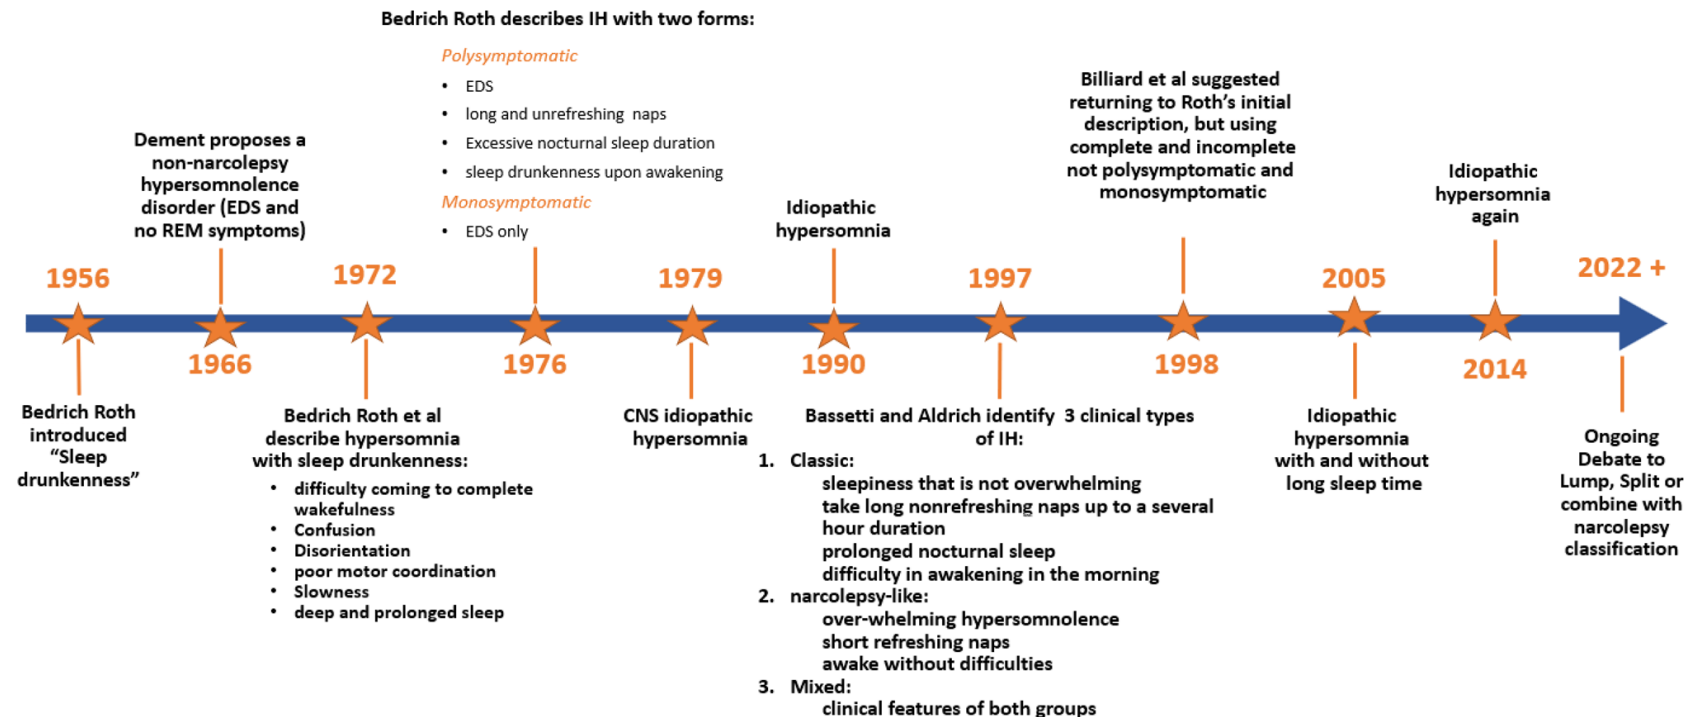 Bedrich Roth describes IH with two forms:
Polysymptomatic
• EDS
• long and unrefreshing naps
• Excessive nocturnal sleep duration
• sleep drunkenness upon awakening
Monosymptomatic
• EDS only
Dement proposes a
non-narcolepsy
hypersomnolence
disorder (EDS and
no REM symptoms)
Idiopathic
hypersomnia
Billiard et al suggested
returning to Roth’s initial
description, but using
complete and incomplete
not polysymptomatic and
monosymptomatic
Idiopathic
hypersomnia
again
1956
1972
1979
1997
2005
2022 +
1966
1976
1990
1998
2014
Bedrich Roth
introduced
“Sleep
drunkenness”
Bedrich Roth et al
describe hypersomnia
with sleep drunkenness:
• difficulty coming to complete
wakefulness
• Confusion
• Disorientation
• poor motor coordination
• Slowness
• deep and prolonged sleep
CNS idiopathic
hypersomnia
Bassetti and Aldrich identify 3 clinical types
of IH:
1. Classic:
sleepiness that is not overwhelming
take long nonrefreshing naps up to a several
hour duration
prolonged nocturnal sleep
difficulty in awakening in the morning
2. narcolepsy-like:
over-whelming hypersomnolence
short refreshing naps
awake without difficulties
3. Mixed:
clinical features of both groups
Idiopathic
hypersomnia
with and without
long sleep time
Ongoing
Debate to
Lump, Split or
combine with
narcolepsy
classification